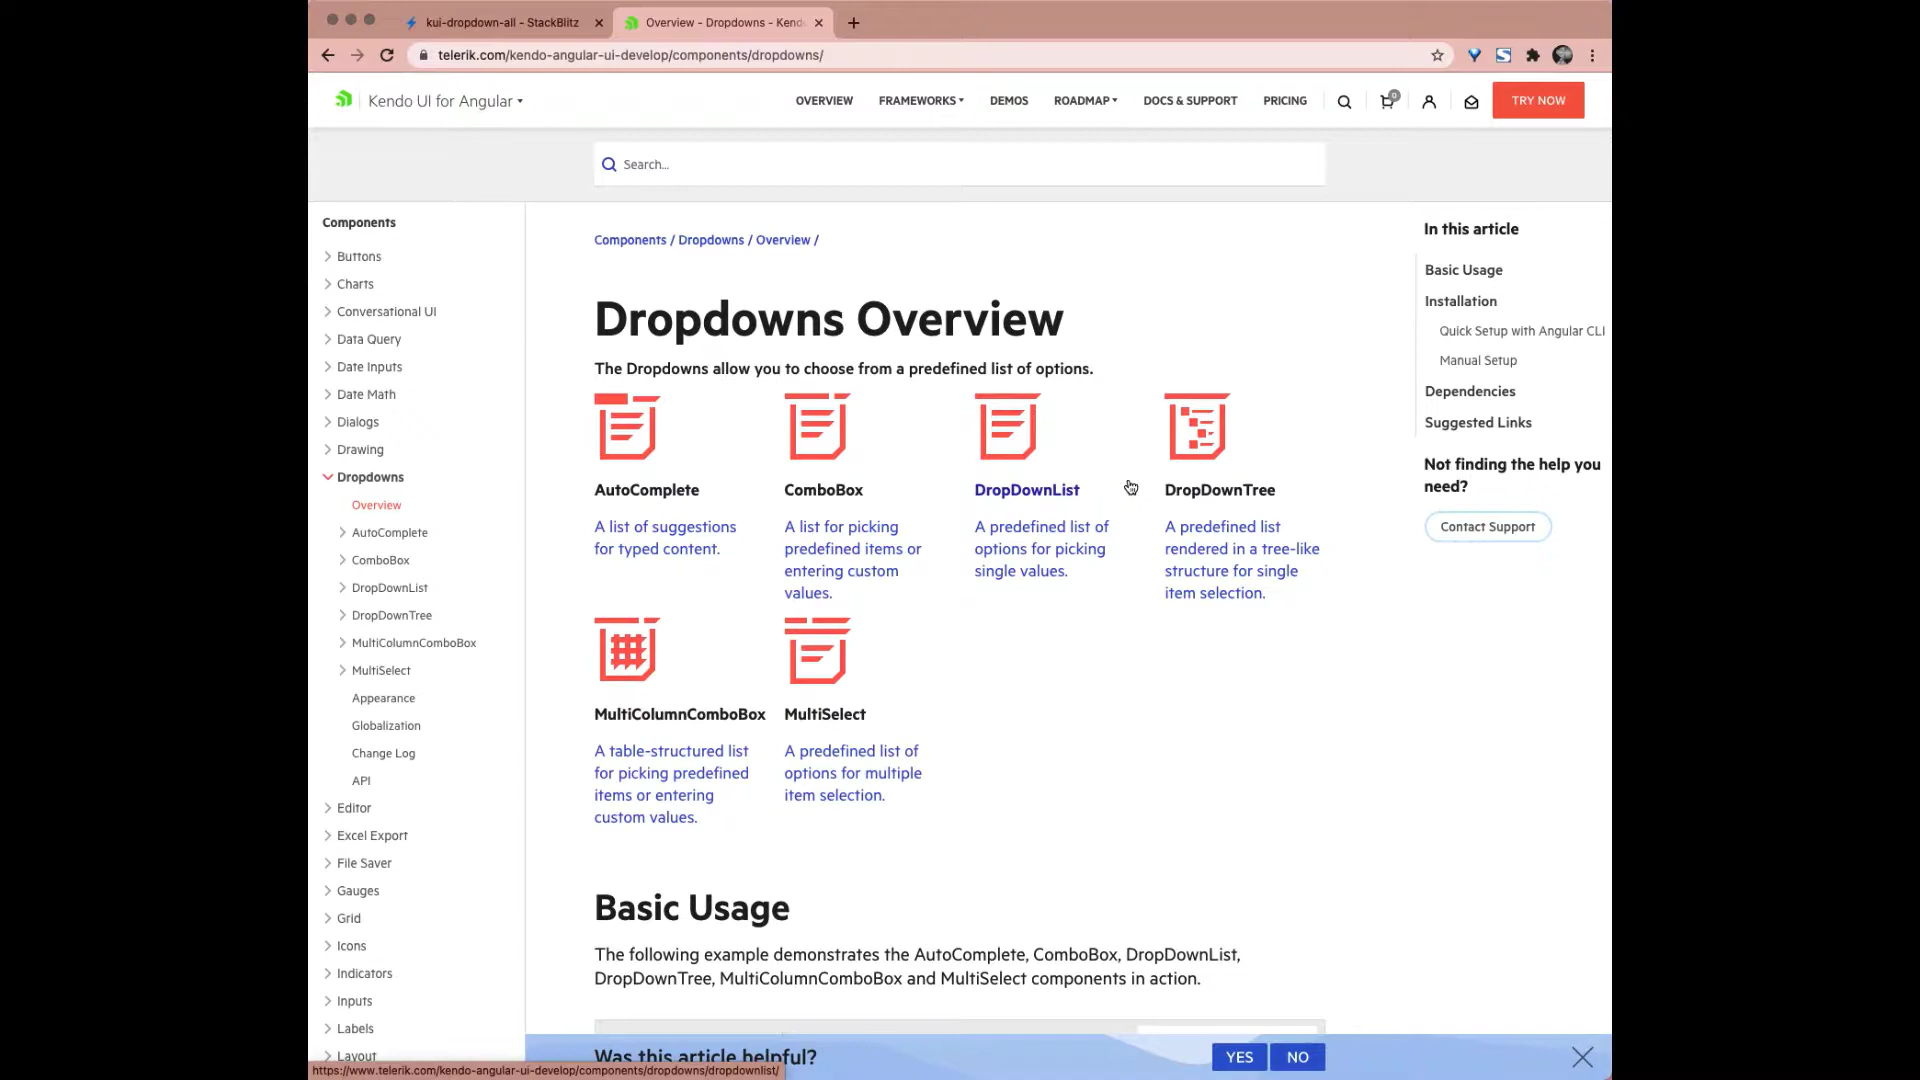 kui-dropdown-all - StackBlitz
Overview - Dropdowns - Kend
telerik.com/kendo-angular-ui-develop/components/dropdowns/
Kendo UI for Angular
OVERVIEW
FRAMEWORKS
DEMOS
ROADMAP
DOCS & SUPPORT
PRICING
0
TRY NOW
Search...
Components
Buttons
Charts
Conversational UI
Data Query
Date Inputs
Date Math
Dialogs
Drawing
Dropdowns
Overview
AutoComplete
ComboBox
DropDownList
DropDownTree
MultiColumnComboBox
MultiSelect
Appearance
Globalization
Change Log
API
Editor
Excel Export
File Saver
Gauges
Grid
Icons
Indicators
Inputs
Labels
Layout
Components / Dropdowns / Overview /
Dropdowns Overview
The Dropdowns allow you to choose from a predefined list of options.
AutoComplete
A list of suggestions
for typed content.
ComboBox
A list for picking
predefined items or
entering custom
values.
DropDownList
A predefined list of
options for picking
single values.
DropDownTree
A predefined list
rendered in a tree-like
structure for single
item selection.
MultiColumnComboBox
A table-structured list
for picking predefined
items or entering
custom values.
MultiSelect
A predefined list of
options for multiple
item selection.
Basic Usage
The following example demonstrates the AutoComplete, ComboBox, DropDownList,
DropDownTree, MultiColumnComboBox and MultiSelect components in action.
In this article
Basic Usage
Installation
Quick Setup with Angular CLI
Manual Setup
Dependencies
Suggested Links
Not finding the help you
need?
Contact Support
Was this article helpful?
YES
NO
https://www.telerik.com/kendo-angular-ui-develop/components/dropdowns/dropdownlist/